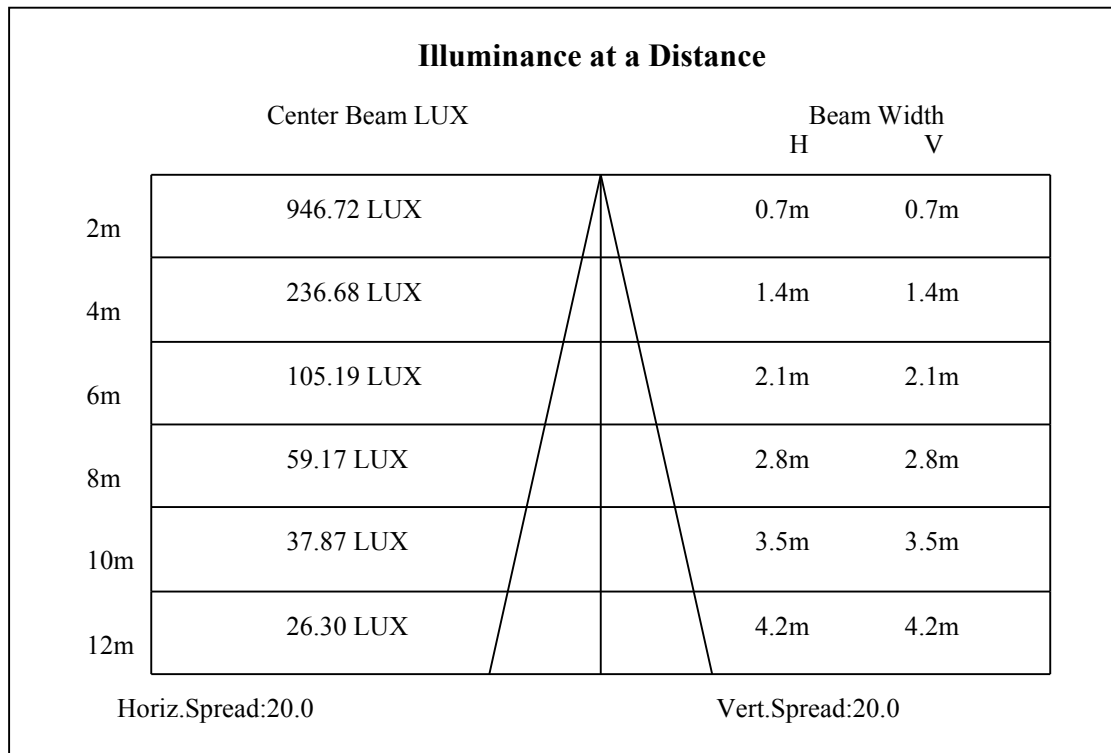 Illuminance at a Distance
Center Beam LUX Beam Width
H V
2m 946.72 LUX 0.7m 0.7m
4m 236.68 LUX 1.4m 1.4m
6m 105.19 LUX 2.1m 2.1m
8m 59.17 LUX 2.8m 2.8m
10m 37.87 LUX 3.5m 3.5m
12m 26.30 LUX 4.2m 4.2m
Horiz.Spread:20.0 Vert.Spread:20.0